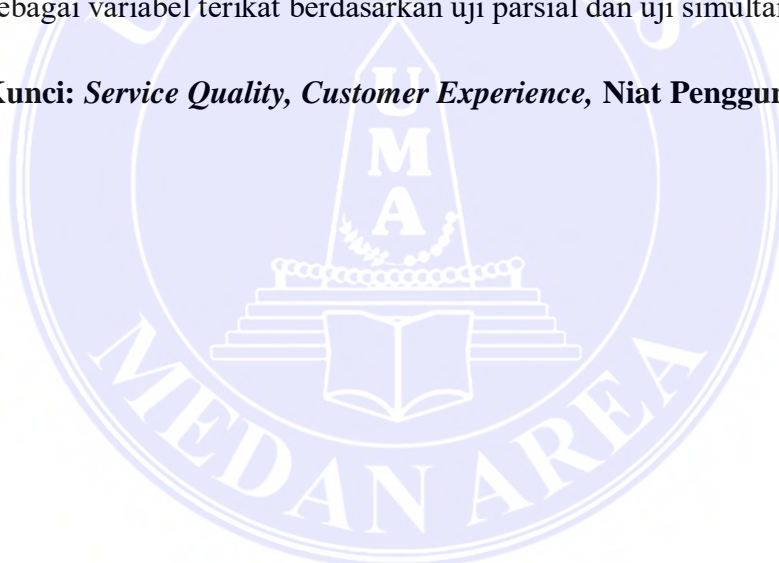 sebagai variabel terikat berdasarkan uji parsial dan uji simultan
Kunci: Service Quality, Customer Experience, Niat Penggun
U
M
A
MEDAN AREA